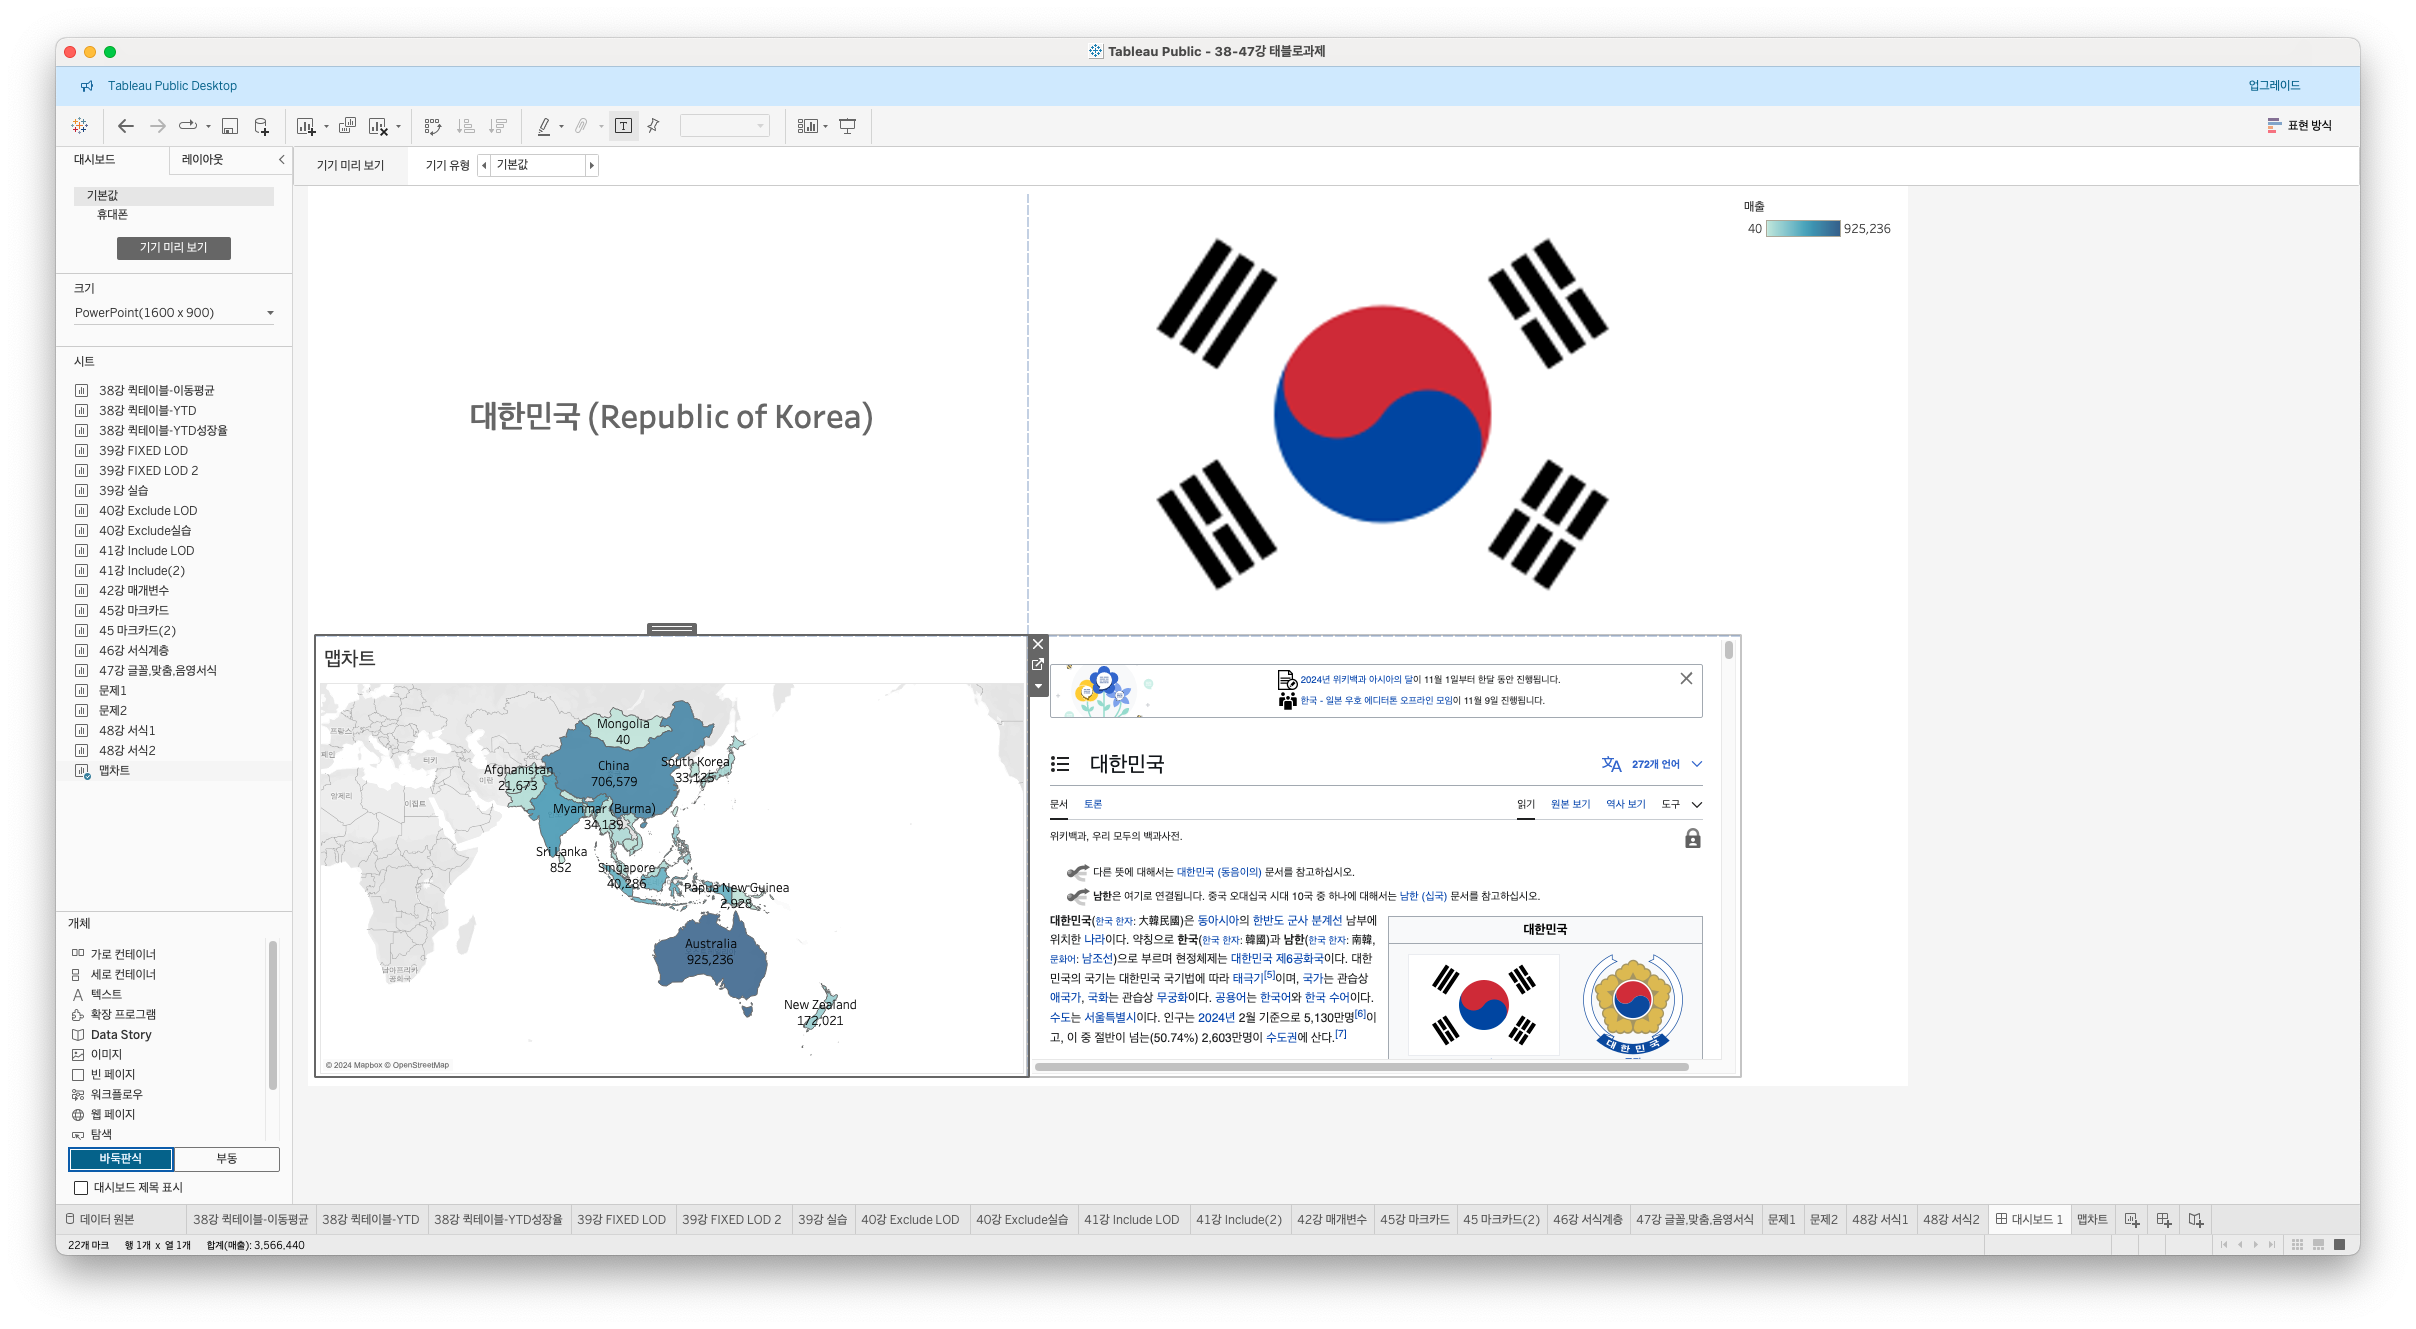 Tableau Public - 38-47강 태블로과제
Tableau Public Desktop
업그레이드
표현 방식
대시보드
레이아웃
기기 미리 보기
기기 유형
기본값
기본값
휴대폰
기기 미리 보기
크기
PowerPoint(1600 x 900)
시트
38강 퀵테이블-이동평균
38강 퀵테이블-YTD
38강 퀵테이블-YTD성장율
39강 FIXED LOD
39강 FIXED LOD 2
39강 실습
40강 Exclude LOD
40강 Exclude실습
41강 Include LOD
41강 Include(2)
42강 매개변수
45강 마크카드
45 마크카드(2)
46강 서식계층
47강 글꼴,맞춤,음영서식
문제1
문제2
48강 서식1
48강 서식2
맵차트
개체
가로 컨테이너
세로 컨테이너
텍스트
확장 프로그램
Data Story
이미지
빈 페이지
워크플로우
웹 페이지
탐색
바둑판식
부동
대시보드 제목 표시
대한민국 (Republic of Korea)
매출
40
925,236
맵차트
프랑스
페인
터키
이란
알제리
이집트
남아프리카
공화국
Mongolia
40
China
706,579
South Korea
33,125
Afghanistan
21,673
Myanmar (Burma)
34,139
Sri Lanka
852
Singapore
40,286
Papua New Guinea
2,928
Australia
925,236
New Zealand
172,021
© 2024 Mapbox © OpenStreetMap
2024년 위키백과 아시아의 달이 11월 1일부터 한달 동안 진행됩니다.
한국 - 일본 우호 에디터톤 오프라인 모임이 11월 9일 진행됩니다.
대한민국
272개 언어
문서
토론
읽기
원본 보기
역사 보기
도구
위키백과, 우리 모두의 백과사전.
다른 뜻에 대해서는 대한민국 (동음이의) 문서를 참고하십시오.
남한은 여기로 연결됩니다. 중국 오대십국 시대 10국 중 하나에 대해서는 남한 (십국) 문서를 참고하십시오.
대한민국(한국 한자: 大韓民國)은 동아시아의 한반도 군사 분계선 남부에
위치한 나라이다. 약칭으로 한국(한국 한자: 韓國)과 남한(한국 한자: 南韓,
문화어: 남조선)으로 부르며 현정체제는 대한민국 제6공화국이다. 대한
민국의 국기는 대한민국 국기법에 따라 태극기[5]이며, 국가는 관습상
애국가, 국화는 관습상 무궁화이다. 공용어는 한국어와 한국 수어이다.
수도는 서울특별시이다. 인구는 2024년 2월 기준으로 5,130만명[6]이
고, 이 중 절반이 넘는(50.74%) 2,603만명이 수도권에 산다.[7]
대한민국
대한민국
데이터 원본
38강 퀵테이블-이동평균
38강 퀵테이블-YTD
38강 퀵테이블-YTD성장율
39강 FIXED LOD
39강 FIXED LOD 2
39강 실습
40강 Exclude LOD
40강 Exclude실습
41강 Include LOD
41강 Include(2)
42강 매개변수
45강 마크카드
45 마크카드(2)
46강 서식계층
47강 글꼴,맞춤,음영서식
문제1
문제2
48강 서식1
48강 서식2
대시보드 1
맵차트
22개 마크
행 1개 x 열 1개
합계(매출): 3,566,440